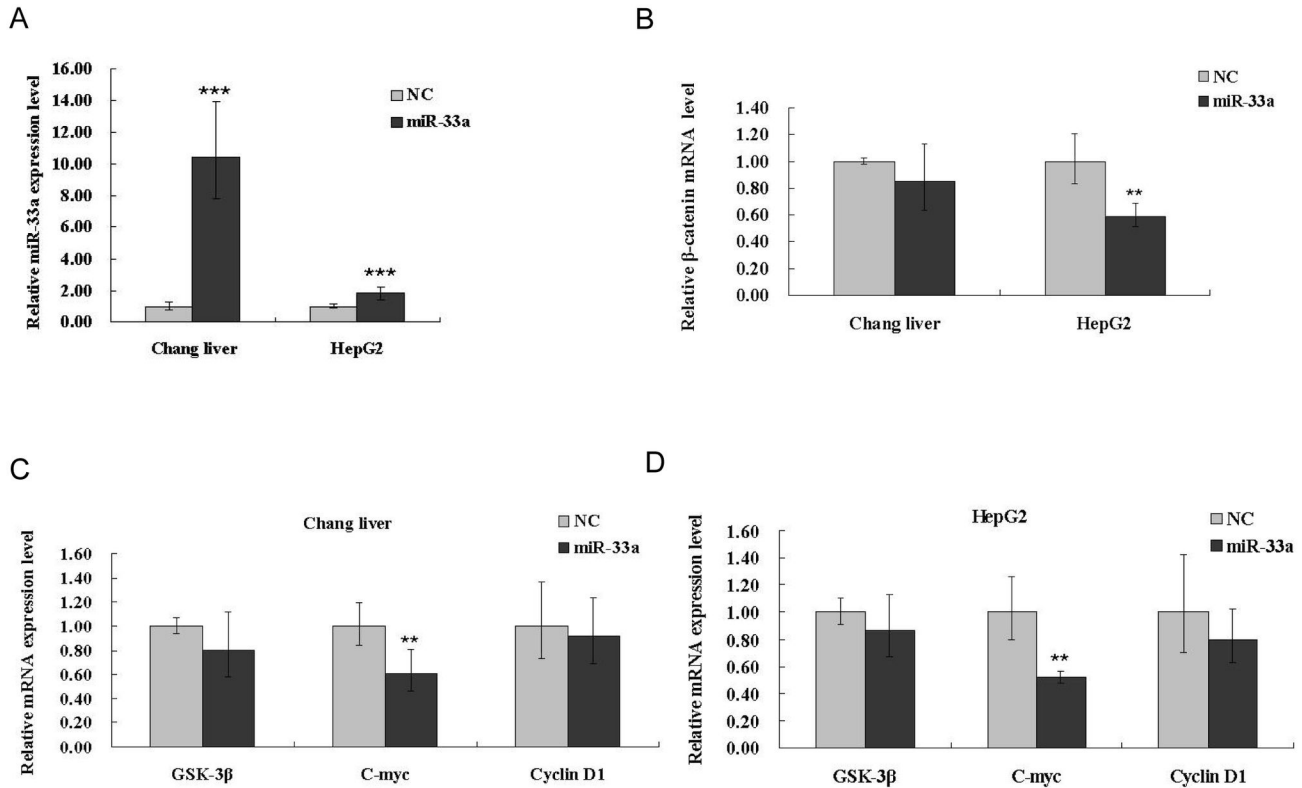 A
Relative miR-33a expression level
16.00
14.00
12.00
10.00
8.00
6.00
4.00
2.00
0.00
***
***
NC
miR-33a
Chang liver
HepG2
B
Relative β-catenin mRNA level
1.40
1.20
1.00
0.80
0.60
0.40
0.20
0.00
**
NC
miR-33a
Chang liver
HepG2
C
Chang liver
Relative mRNA expression level
1.60
1.40
1.20
1.00
0.80
0.60
0.40
0.20
0.00
**
NC
miR-33a
GSK-3β
C-myc
Cyclin D1
D
HepG2
Relative mRNA expression level
1.60
1.40
1.20
1.00
0.80
0.60
0.40
0.20
0.00
**
NC
miR-33a
GSK-3β
C-myc
Cyclin D1